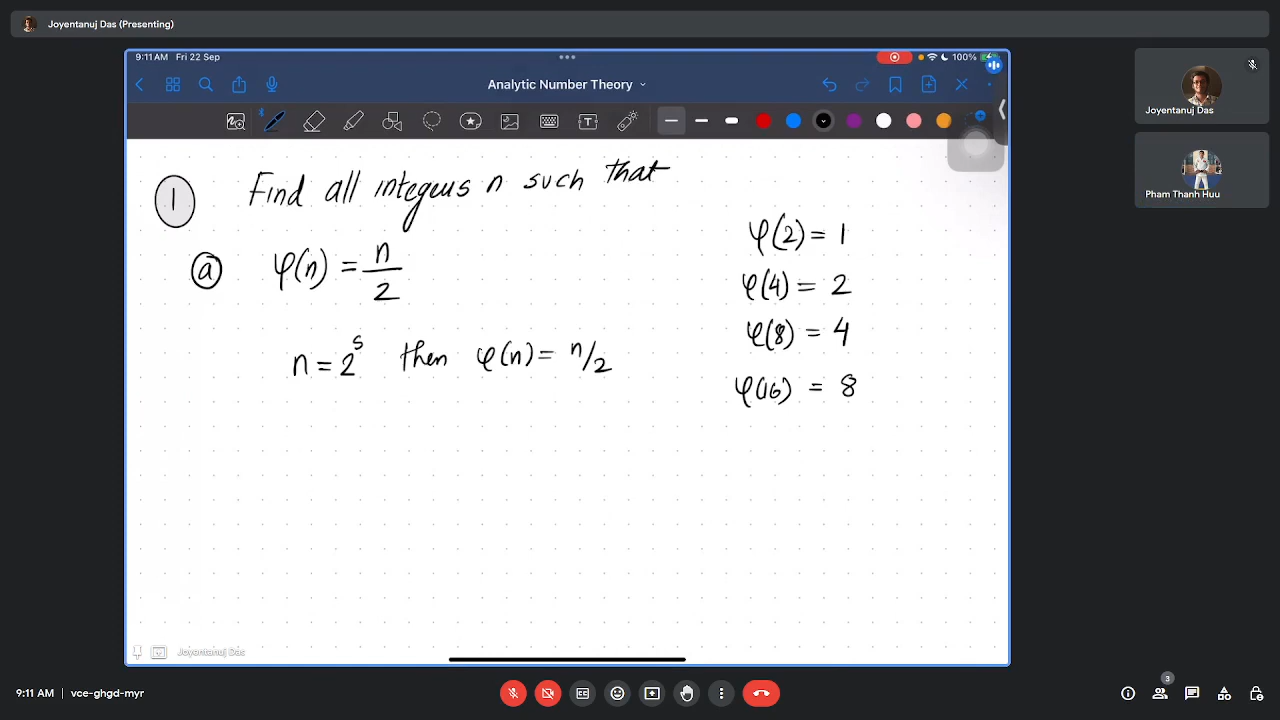 Joyentanuj Das (Presenting)
9:11 AM Fri 22 Sep
100%
Analytic Number Theory
1 Find all integers n such that
a φ(n) = n/2
n = 2^s then φ(n) = n/2
φ(2) = 1
φ(4) = 2
φ(8) = 4
φ(16) = 8
Joyentanuj Das
Joyentanuj Das
Pham Thanh Huu
9:11 AM | vce-ghgd-myr
3